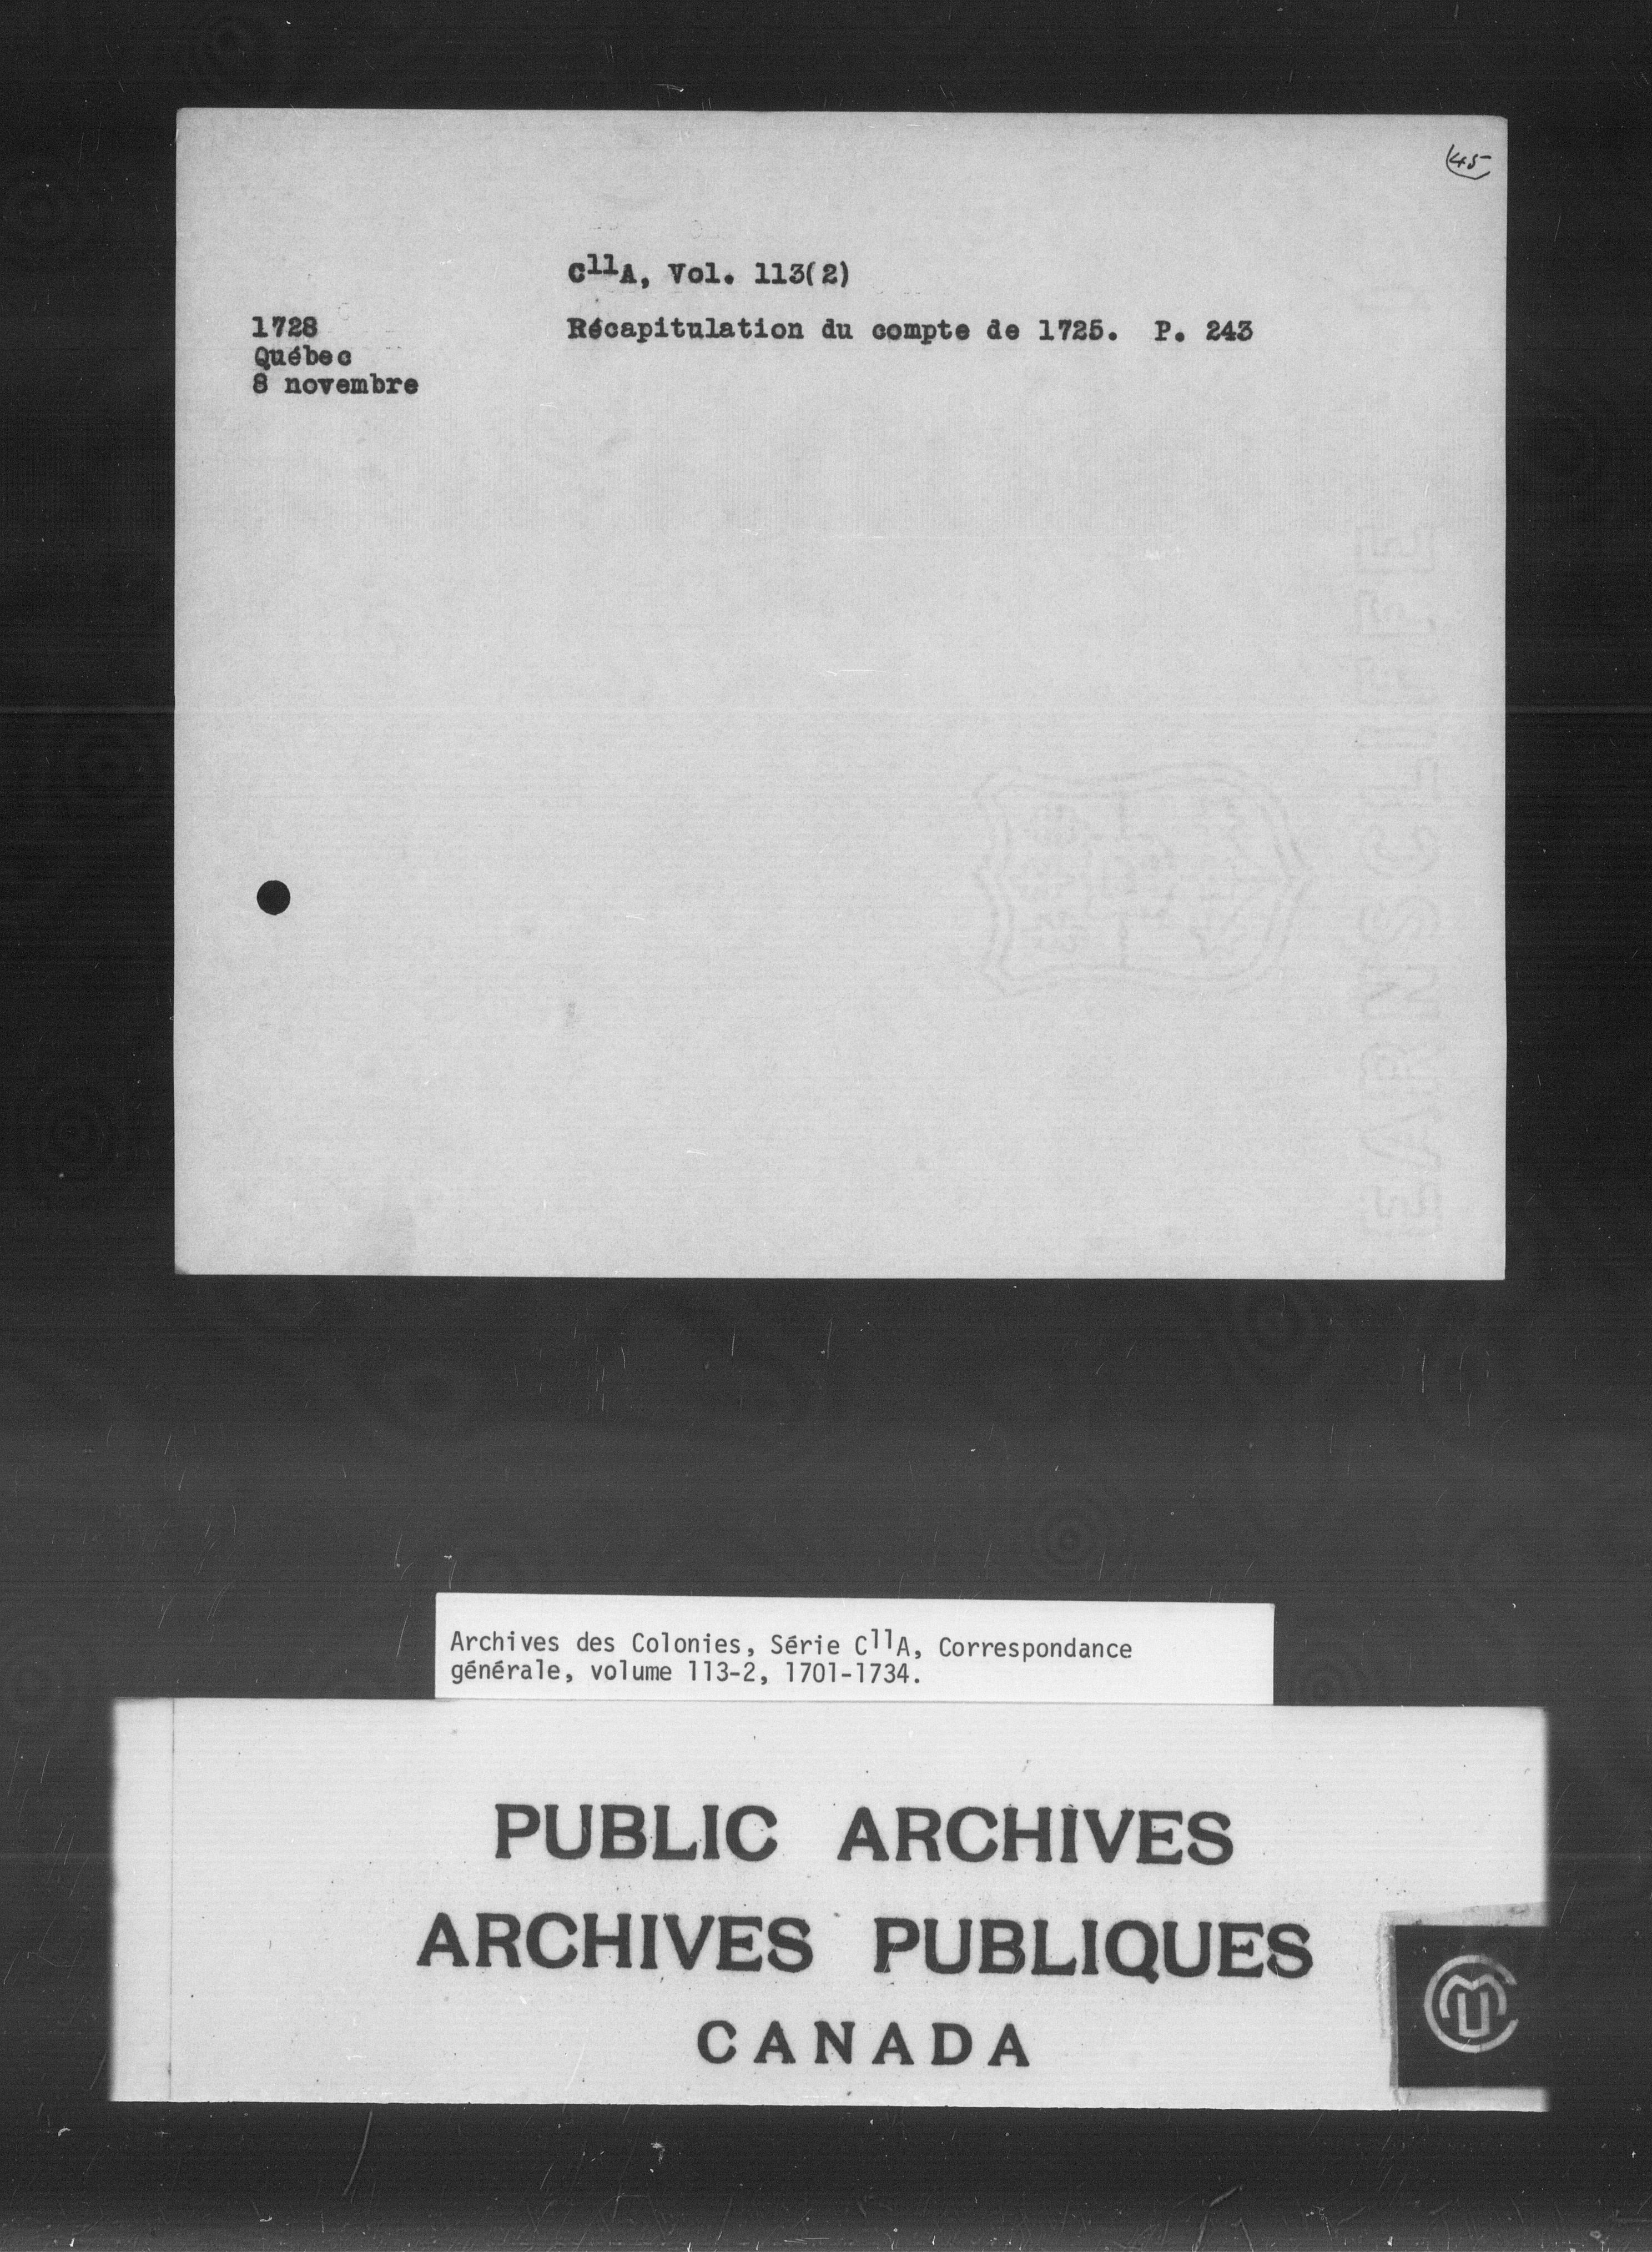 45
C11A, Vol. 113(2)
1728
Récapitulation du compte de 1725. P. 243
Québec
8 novembre
Archives des Colonies, Série C11A, Correspondance
générale, volume 113-2, 1701-1734.
PUBLIC ARCHIVES
ARCHIVES PUBLIQUES
CANADA